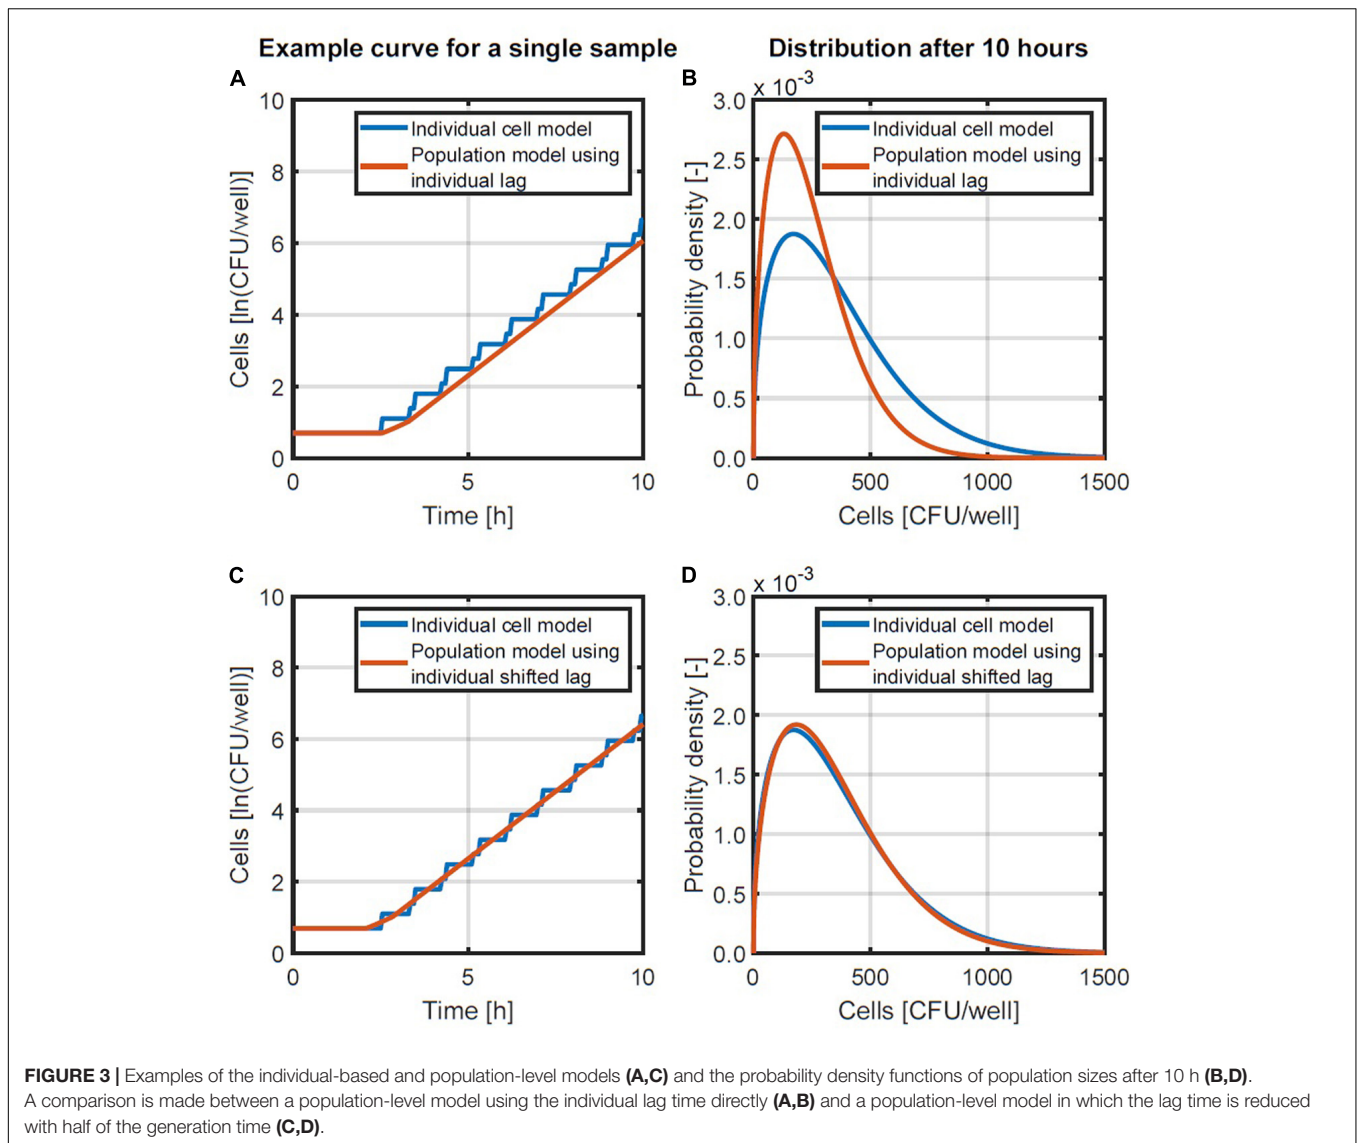 Example curve for a single sample
Distribution after 10 hours
A
10
8
6
4
2
0
0
5
10
Cells [ln(CFU/well)]
Time [h]
Individual cell model
Population model using
individual lag
B
x 10-3
3.0
2.5
2.0
1.5
1.0
0.5
0.0
0
500
1000
1500
Probability density [-]
Cells [CFU/well]
Individual cell model
Population model using
individual lag
C
10
8
6
4
2
0
0
5
10
Cells [ln(CFU/well)]
Time [h]
Individual cell model
Population model using
individual shifted lag
D
x 10-3
3.0
2.5
2.0
1.5
1.0
0.5
0.0
0
500
1000
1500
Probability density [-]
Cells [CFU/well]
Individual cell model
Population model using
individual shifted lag
FIGURE 3 | Examples of the individual-based and population-level models (A,C) and the probability density functions of population sizes after 10 h (B,D).
A comparison is made between a population-level model using the individual lag time directly (A,B) and a population-level model in which the lag time is reduced
with half of the generation time (C,D).